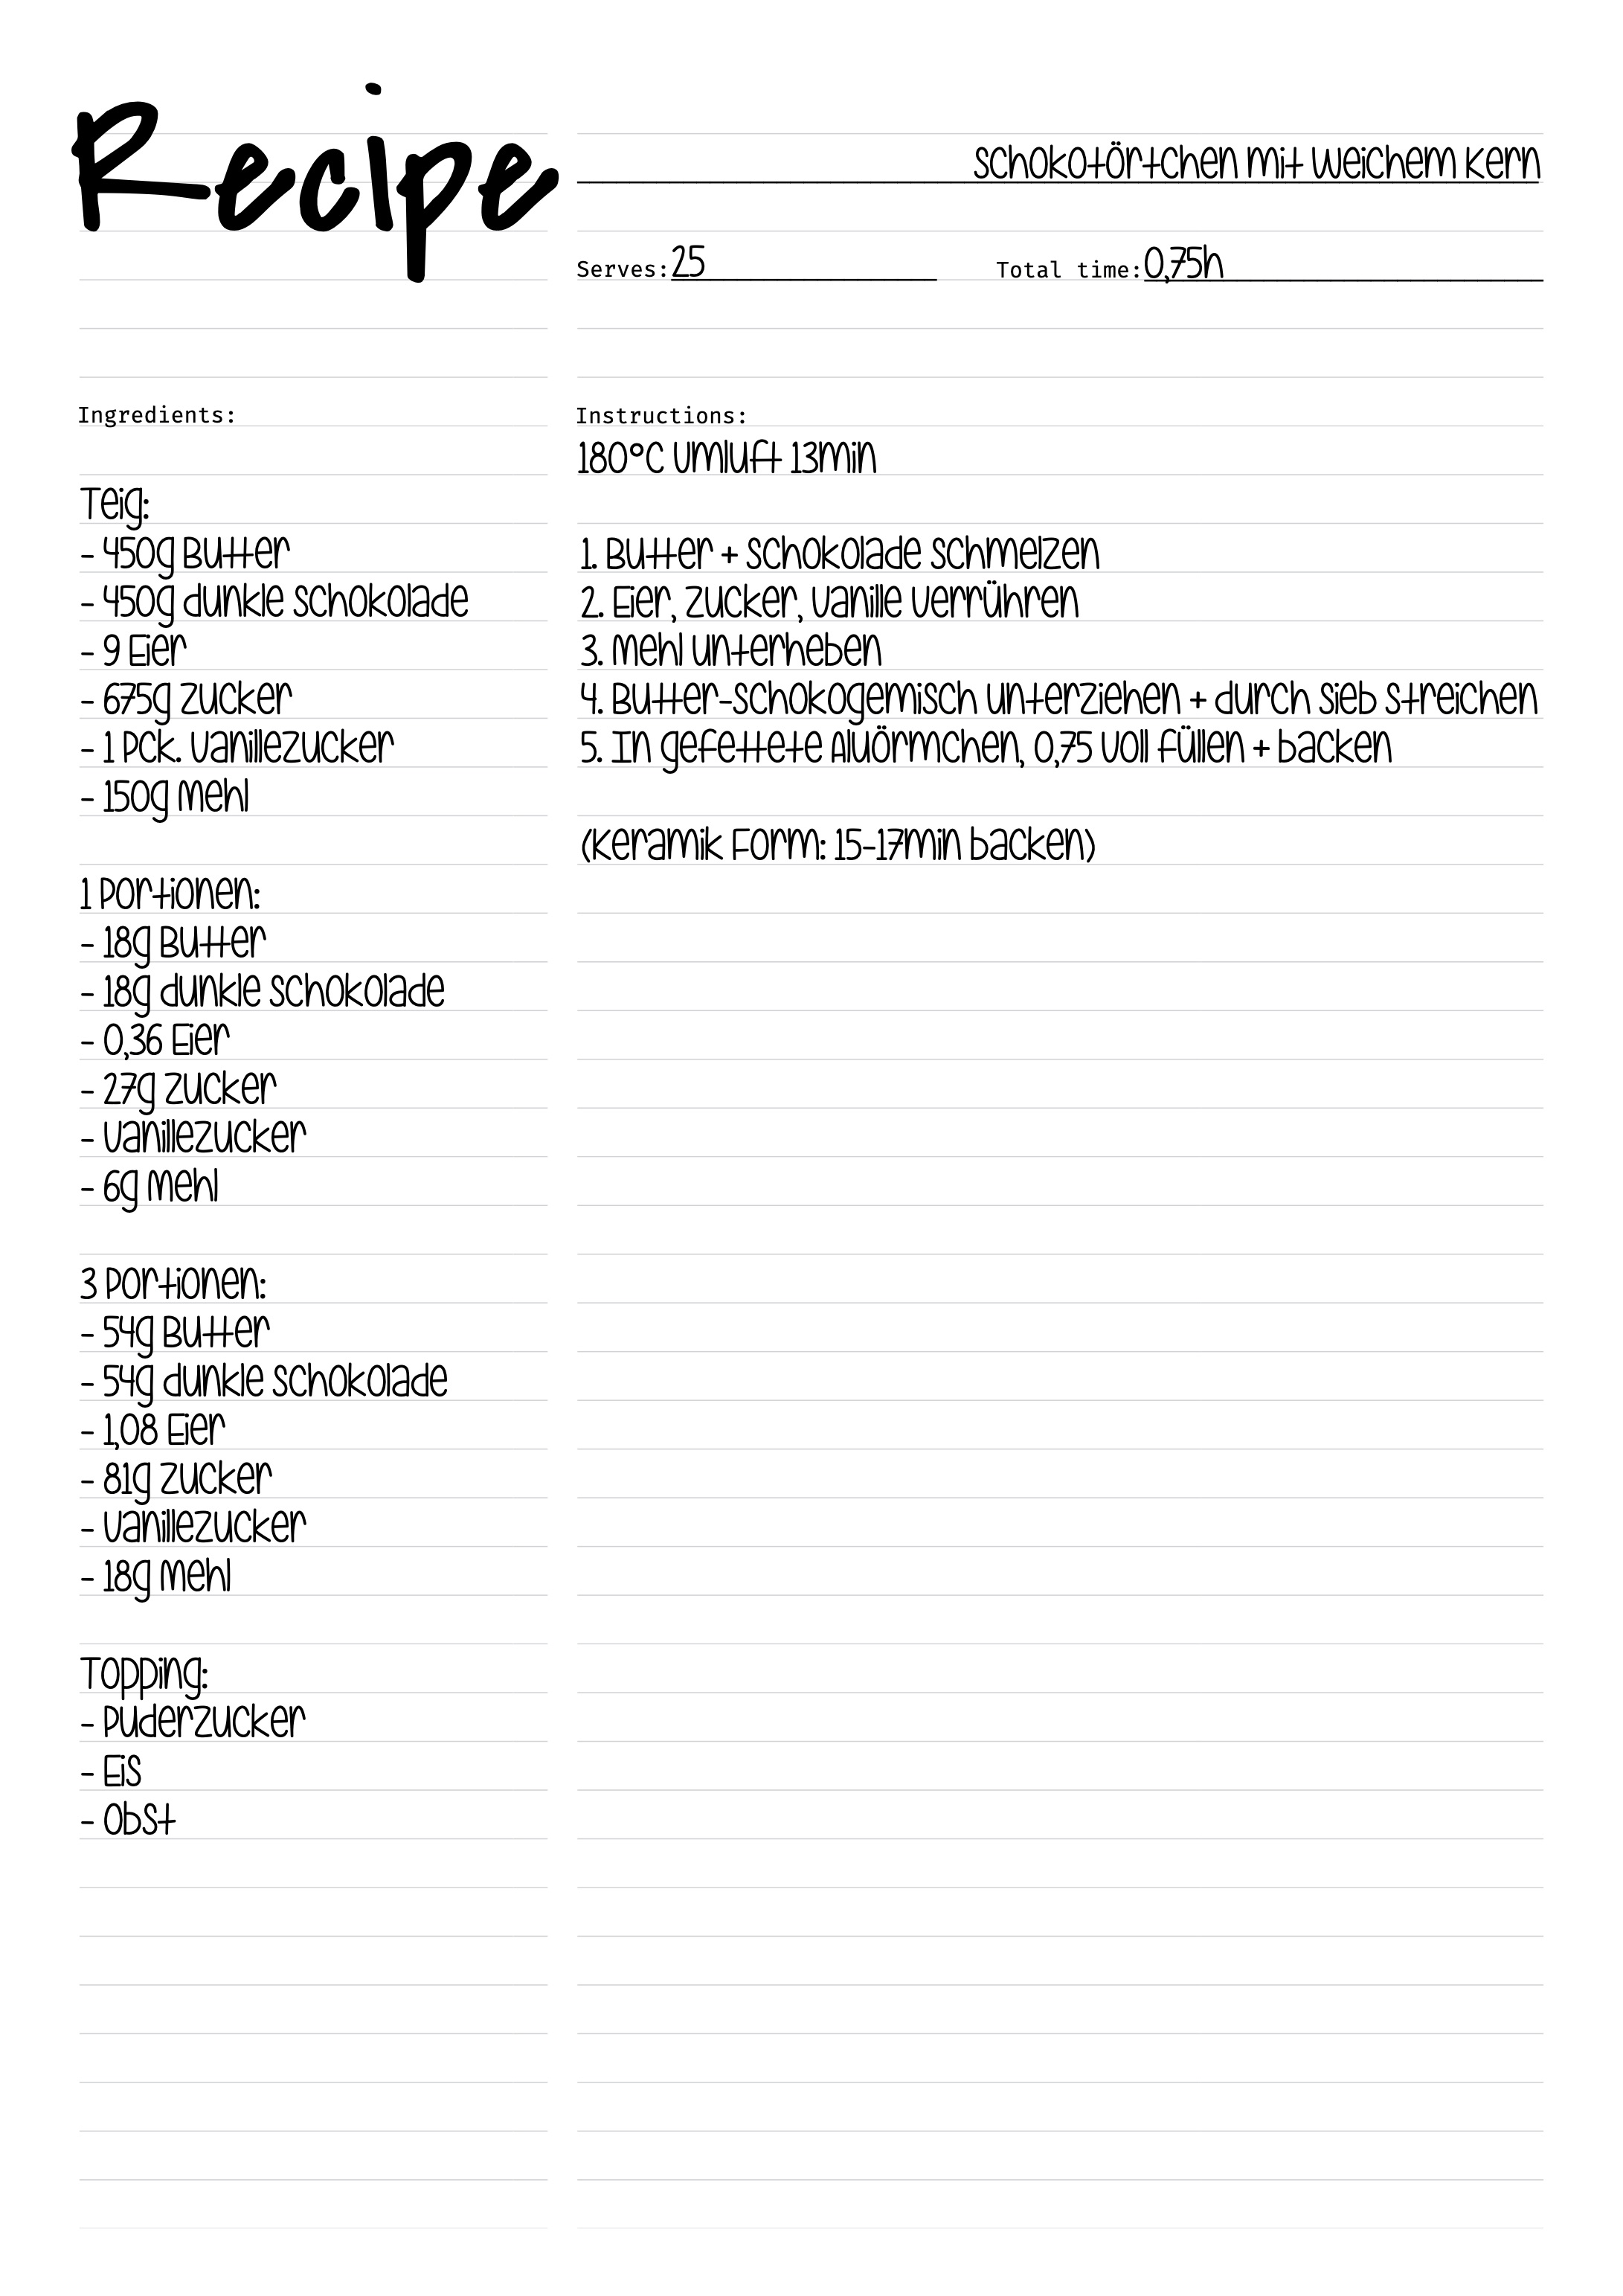 Recipe
Schokotörtchen mit weichem Kern
Serves: 25
Total time: 0,75h
Ingredients:
Teig:
- 450g Butter
- 450g dunkle Schokolade
- 9 Eier
- 675g Zucker
- 1 Pck. Vanillezucker
- 150g Mehl
1 Portionen:
- 18g Butter
- 18g dunkle Schokolade
- 0,36 Eier
- 27g Zucker
- Vanillezucker
- 6g Mehl
3 Portionen:
- 54g Butter
- 54g dunkle Schokolade
- 1,08 Eier
- 81g Zucker
- Vanillezucker
- 18g Mehl
Topping:
- Puderzucker
- Eis
- Obst
Instructions:
180°C Umluft 13min
1. Butter + Schokolade schmelzen
2. Eier, Zucker, Vanille verrühren
3. Mehl unterheben
4. Butter-Schokogemisch unterziehen + durch Sieb streichen
5. In gefettete Aluörmchen, 0,75 voll füllen + backen
(Keramik Form: 15-17min backen)